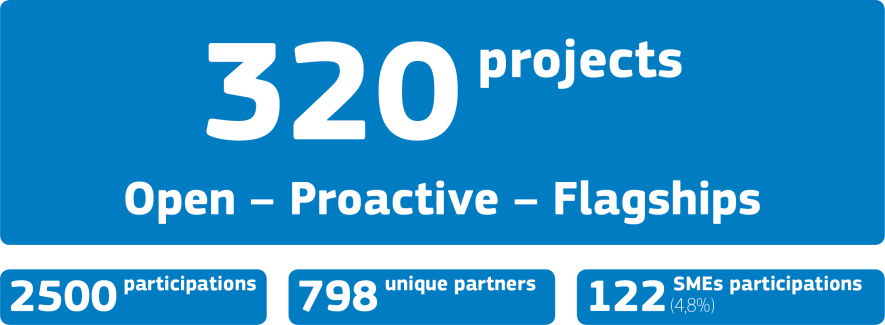 320 projects
Open – Proactive – Flagships
2500 participations
798 unique partners
122 SMEs participations
(4,8%)